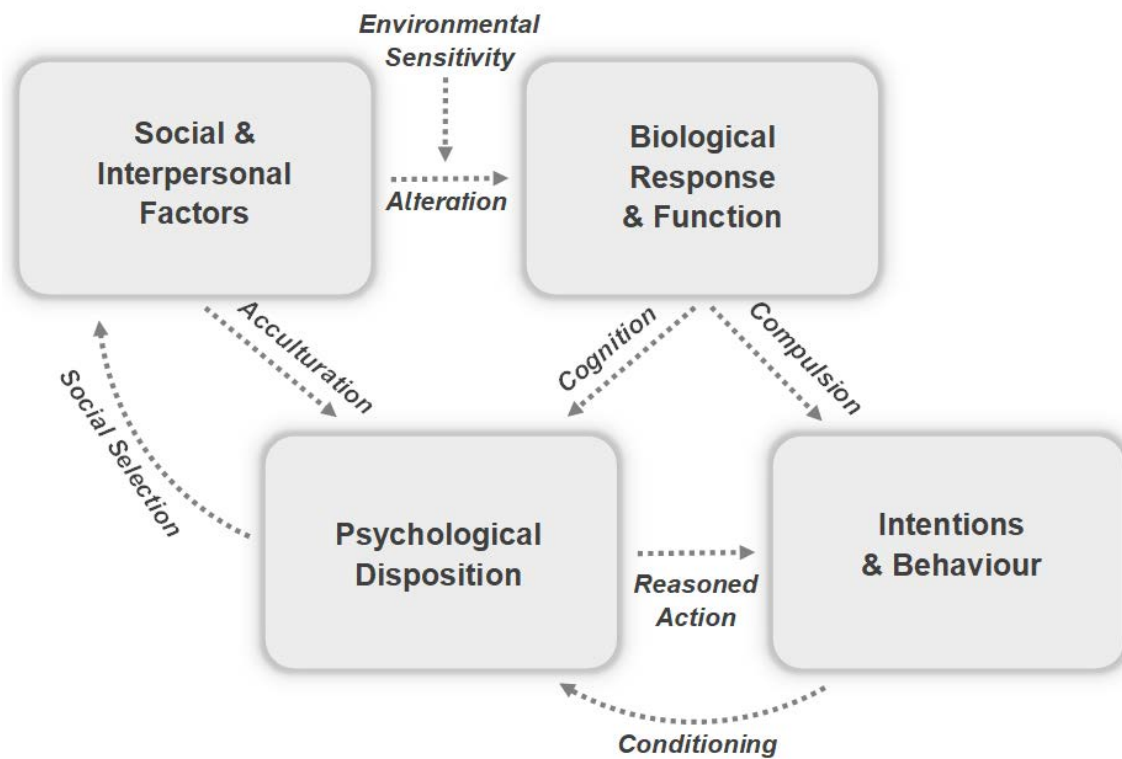 Environmental
Sensitivity
Social &
Interpersonal
Factors
Alteration
Biological
Response
& Function
Acculturation
Cognition
Compulsion
Social Selection
Psychological
Disposition
Reasoned
Action
Intentions
& Behaviour
Conditioning